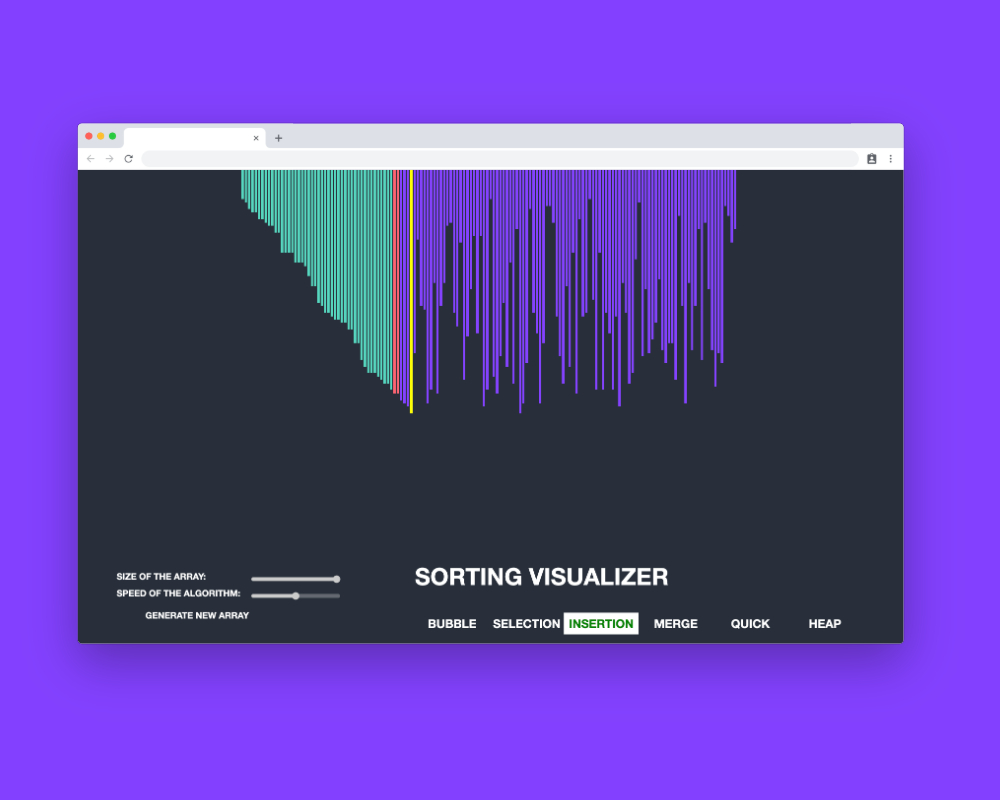 SIZE OF THE ARRAY:
SPEED OF THE ALGORITHM:
GENERATE NEW ARRAY
SORTING VISUALIZER
BUBBLE SELECTION INSERTION MERGE QUICK HEAP